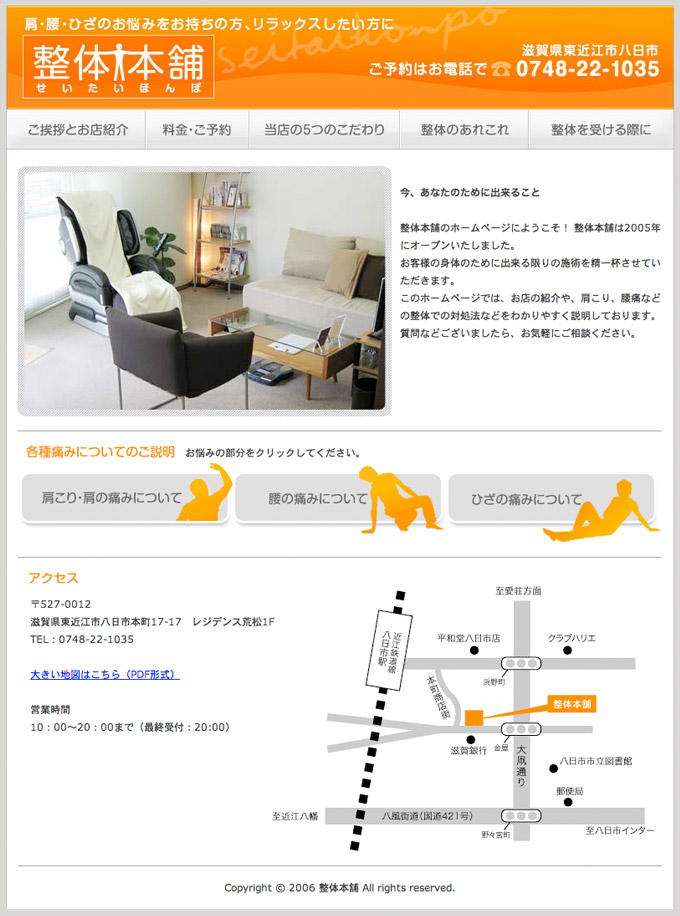 肩・腰・ひざのお悩みをお持ちの方、リラックスしたい方に
seitaihonpo
整体本舗
せいたいほんぽ
滋賀県東近江市八日市
ご予約はお電話で☎0748-22-1035
ご挨拶とお店紹介
料金・ご予約
当店の5つのこだわり
整体のあれこれ
整体を受ける際に
今、あなたのために出来ること
整体本舗のホームページにようこそ！ 整体本舗は2005年
にオープンいたしました。
お客様の身体のために出来る限りの施術を精一杯させてい
ただきます。
このホームページでは、お店の紹介や、肩こり、腰痛など
の整体での対処法などをわかりやすく説明しております。
質問などございましたら、お気軽にご相談ください。
各種痛みについてのご説明 お悩みの部分をクリックしてください。
肩こり・肩の痛みについて
腰の痛みについて
ひざの痛みについて
アクセス
〒527-0012
滋賀県東近江市八日市本町17-17 レジデンス荒松1F
TEL：0748-22-1035
大きい地図はこちら（PDF形式）
営業時間
10：00～20：00まで（最終受付：20:00）
至愛荘方面
近江鉄道線
八日市駅
平和堂八日市店
クラブハリエ
浜野町
本町商店街
整体本舗
滋賀銀行
金屋
大凧通り
八日市市立図書館
郵便局
至近江八幡
八風街道（国道421号）
野々宮町
至八日市インター
Copyright © 2006 整体本舗 All rights reserved.